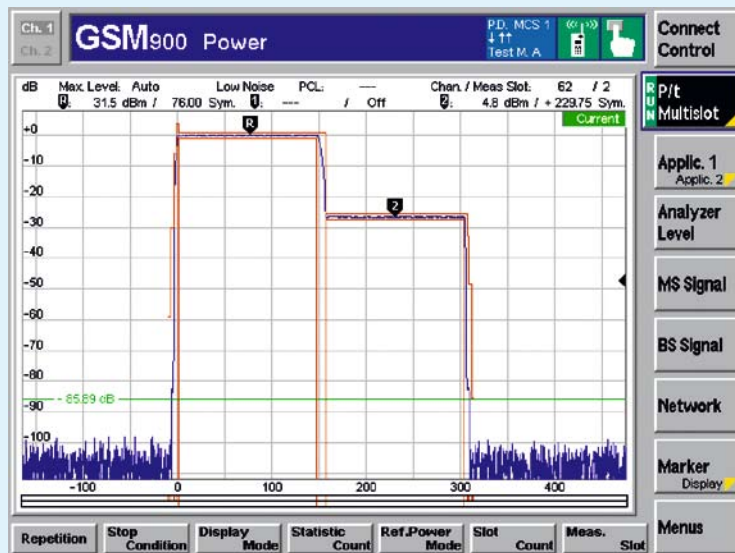 Ch. 1
Ch. 2
GSM900 Power
P.D. MCS 1
Test M. A
Connect
Control
dB Max. Level: Auto Low Noise PCL: --- Chan. / Meas Slot: 62 / 2
R: 31.5 dBm / 76.00 Sym. 1: --- / Off 2: 4.8 dBm / + 229.75 Sym.
Current
RUN
P/t
Multislot
+0
-10
-20
-30
-40
-50
-60
-70
-80
-90
-100
R
2
- 85.89 dB
-100 0 100 200 300 400
Applic. 1
Applic. 2
Analyzer
Level
MS Signal
BS Signal
Network
Marker
Display
Menus
Repetition
Stop
Condition
Display
Mode
Statistic
Count
Ref.Power
Mode
Slot
Count
Meas.
Slot